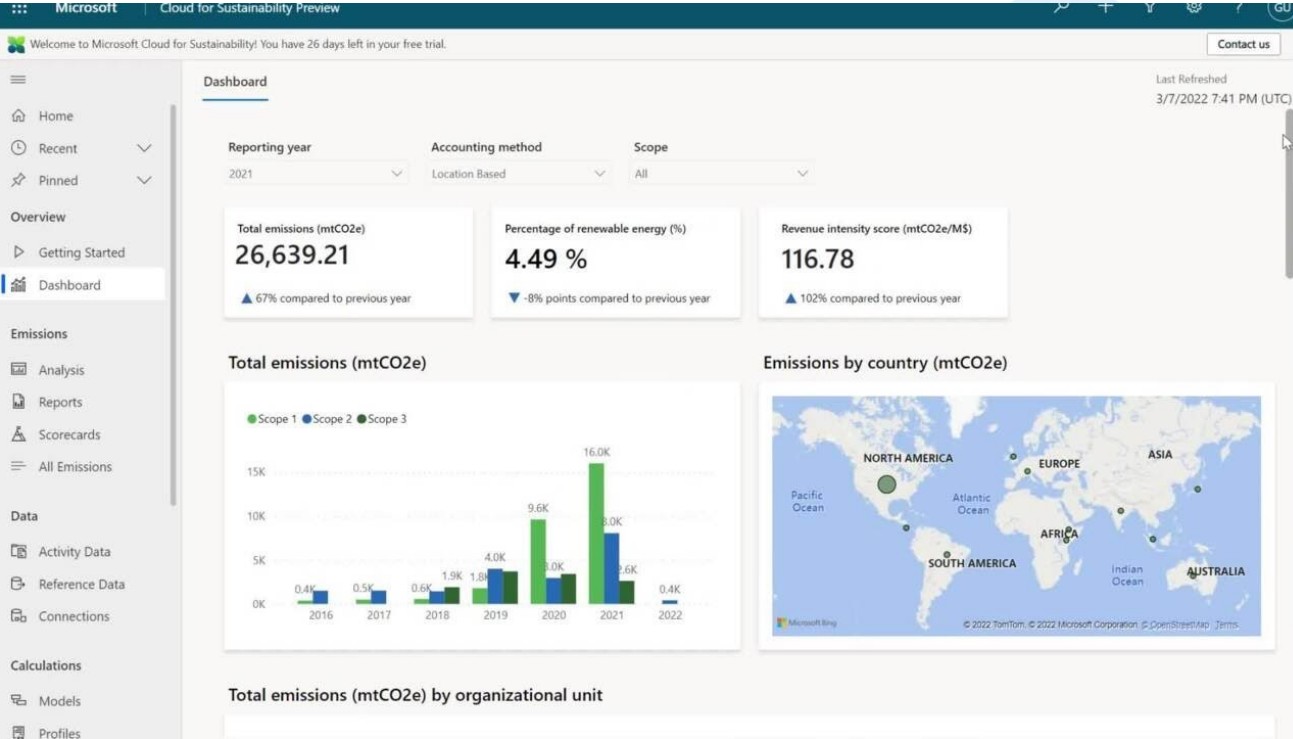 Microsoft Cloud for Sustainability Preview GU
Welcome to Microsoft Cloud for Sustainability! You have 26 days left in your free trial. Contact us
Home
Recent
Pinned
Overview
Getting Started
Dashboard
Emissions
Analysis
Reports
Scorecards
All Emissions
Data
Activity Data
Reference Data
Connections
Calculations
Models
Profiles
Dashboard
Last Refreshed
3/7/2022 7:41 PM (UTC)
Reporting year Accounting method Scope
2021 Location Based All
Total emissions (mtCO2e)
26,639.21
67% compared to previous year
Percentage of renewable energy (%)
4.49 %
-8% points compared to previous year
Revenue intensity score (mtCO2e/M$)
116.78
102% compared to previous year
Total emissions (mtCO2e)
Scope 1 Scope 2 Scope 3
16.0K
15K
9.6K
10K
8.0K
4.0K
5K
1.9K
0.4K 0.5K 0.6K 0.4K
0K
2016 2017 2018 2019 2020 2021 2022
Emissions by country (mtCO2e)
NORTH AMERICA
EUROPE
ASIA
Pacific
Ocean
Atlantic
Ocean
AFRICA
SOUTH AMERICA
Indian
Ocean
AUSTRALIA
Microsoft Bing
© 2022 TomTom, © 2022 Microsoft Corporation, © OpenStreetMap Terms
Total emissions (mtCO2e) by organizational unit